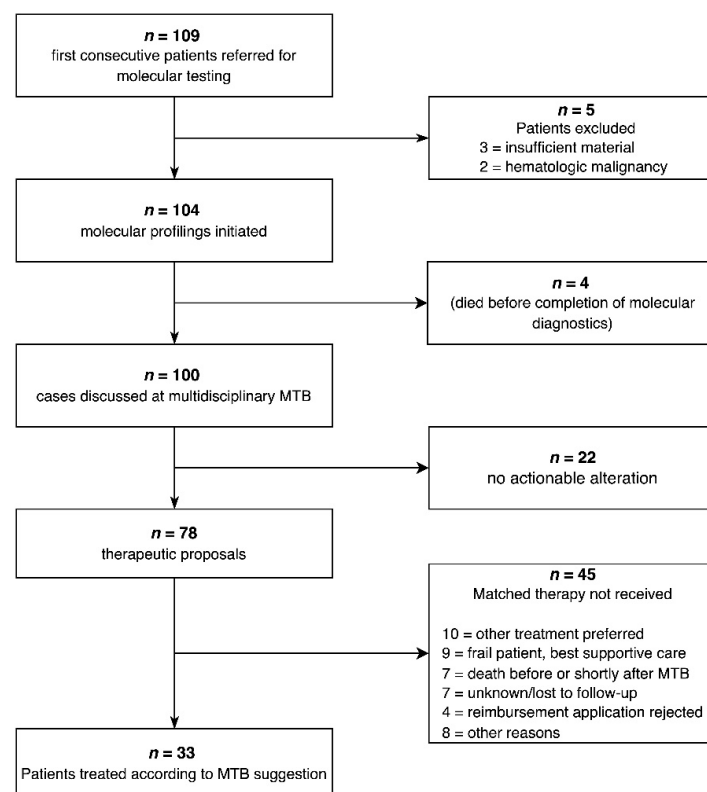 n = 109
first consecutive patients referred for
molecular testing
n = 5
Patients excluded
3 = insufficient material
2 = hematologic malignancy
n = 104
molecular profilings initiated
n = 4
(died before completion of molecular
diagnostics)
n = 100
cases discussed at multidisciplinary MTB
n = 22
no actionable alteration
n = 78
therapeutic proposals
n = 45
Matched therapy not received
10 = other treatment preferred
9 = frail patient, best supportive care
7 = death before or shortly after MTB
7 = unknown/lost to follow-up
4 = reimbursement application rejected
8 = other reasons
n = 33
Patients treated according to MTB suggestion